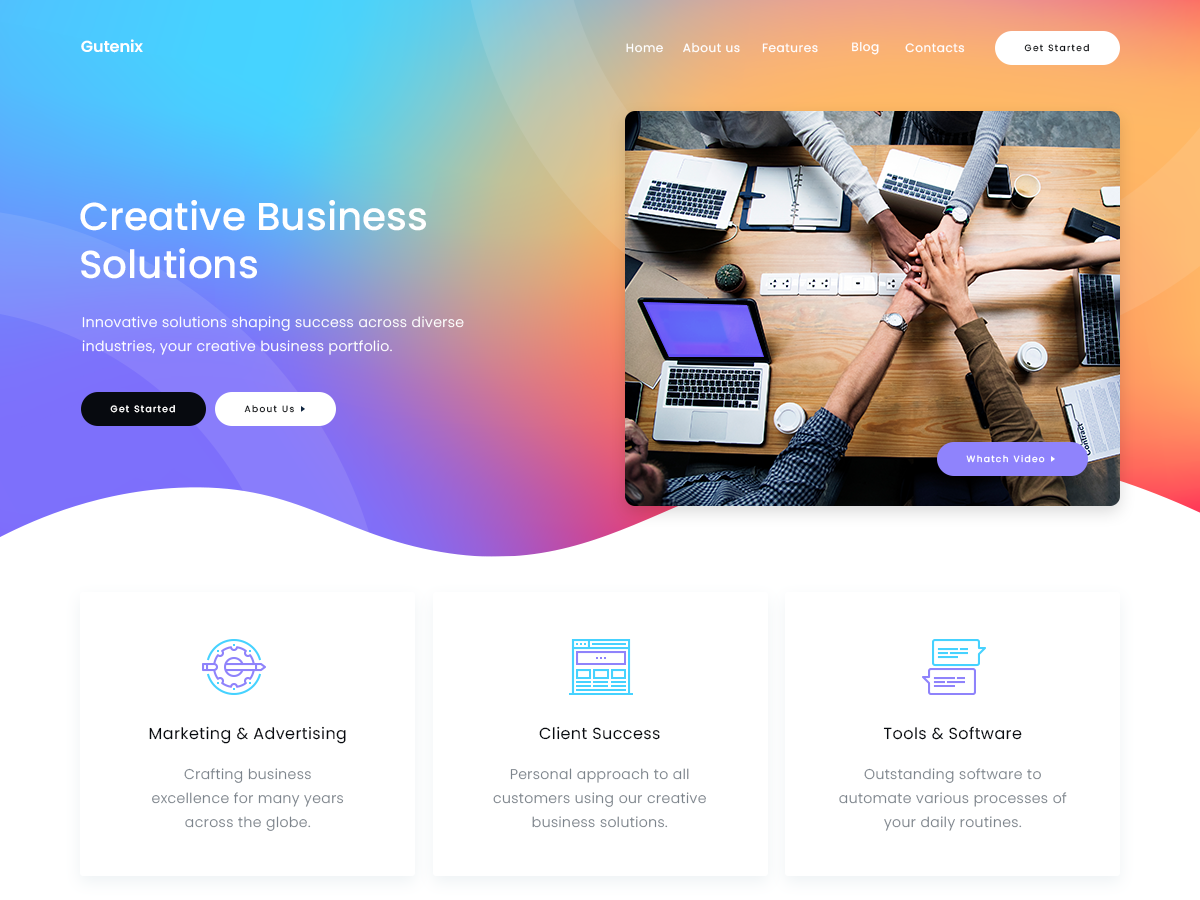 Gutenix
Home About us Features Blog Contacts Get Started
Creative Business
Solutions
Innovative solutions shaping success across diverse
industries, your creative business portfolio.
Get Started About Us
Contract
Whatch Video
Marketing & Advertising
Crafting business
excellence for many years
across the globe.
Client Success
Personal approach to all
customers using our creative
business solutions.
Tools & Software
Outstanding software to
automate various processes of
your daily routines.